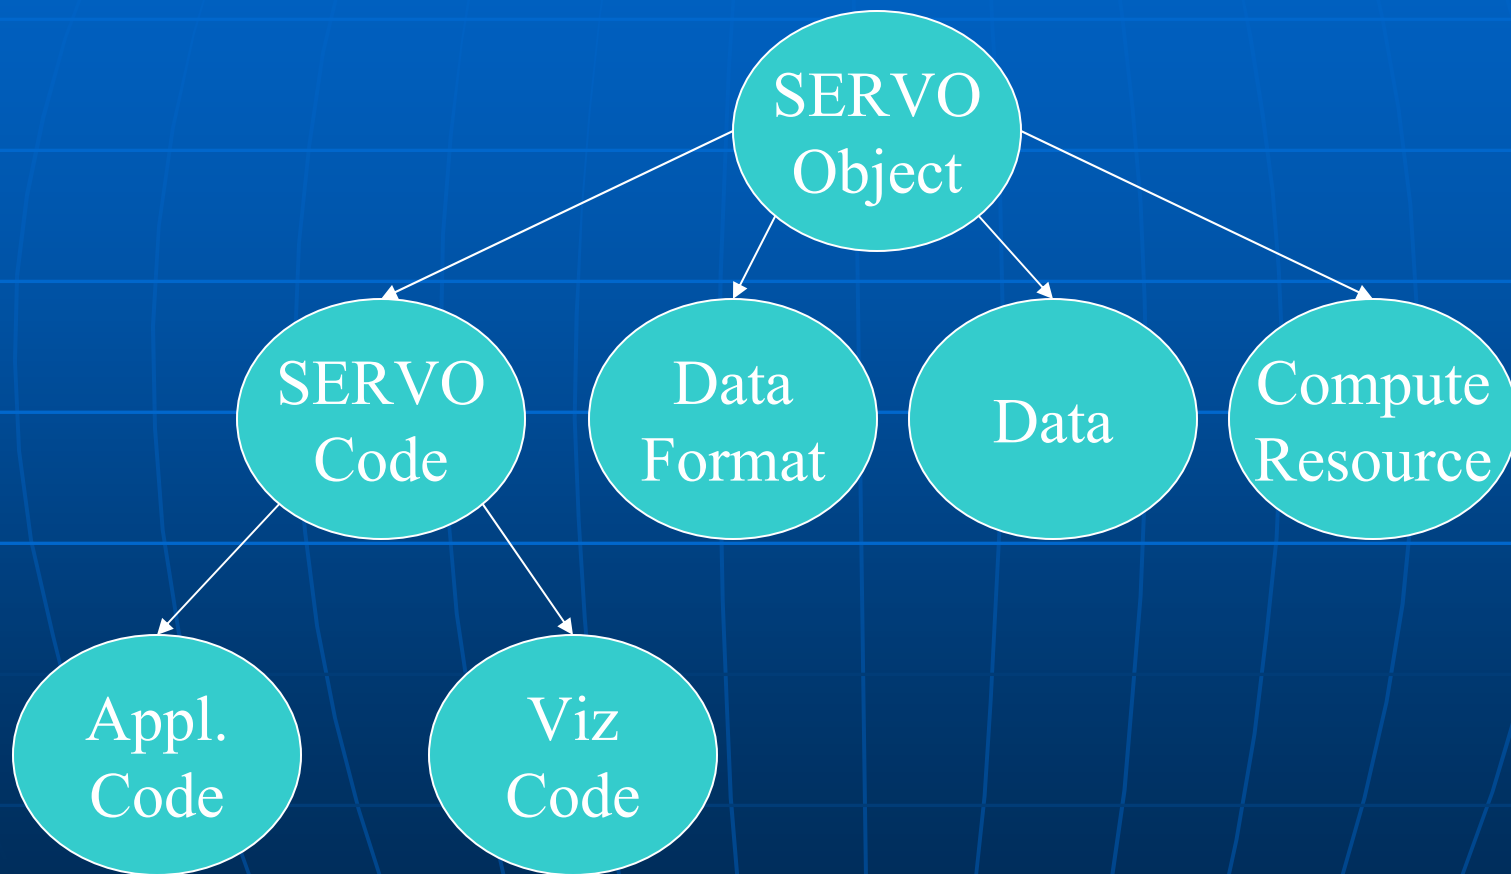 SERVO
Object
SERVO
Code
Data
Format
Data
Compute
Resource
Appl.
Code
Viz
Code